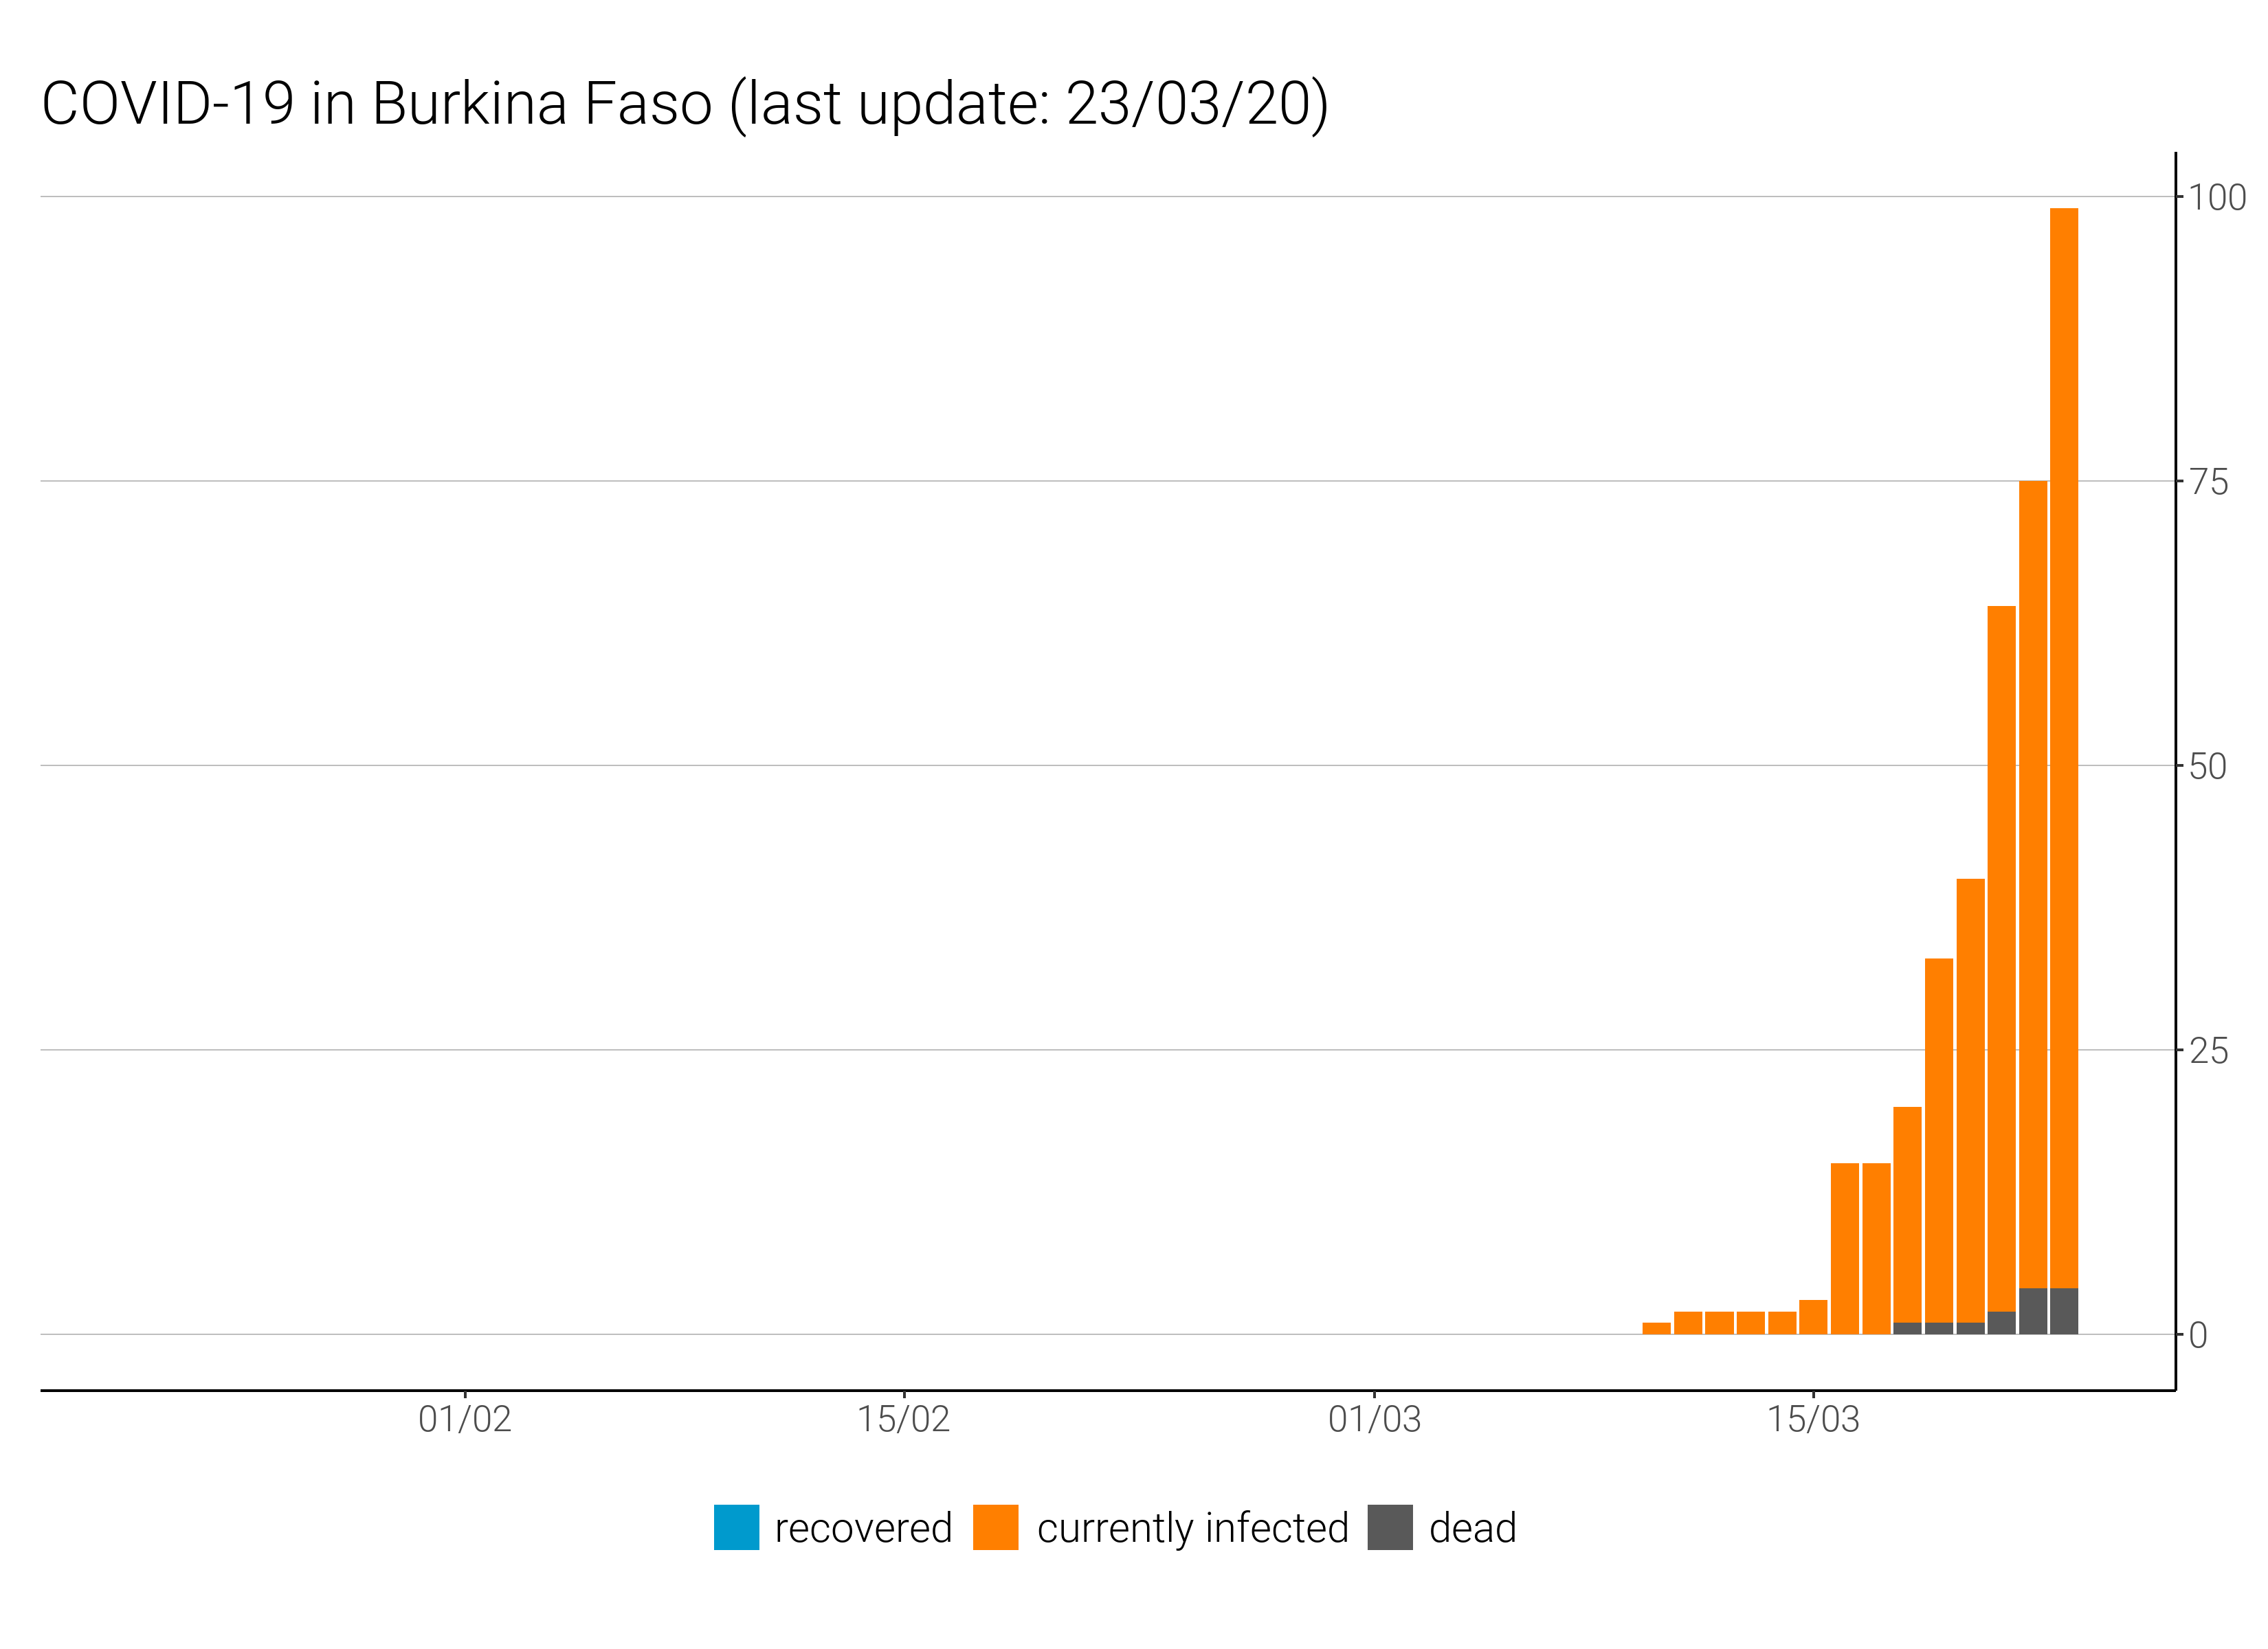 COVID-19 in Burkina Faso (last update: 23/03/20)
100
75
50
25
0
01/02 15/02 01/03 15/03
recovered currently infected dead